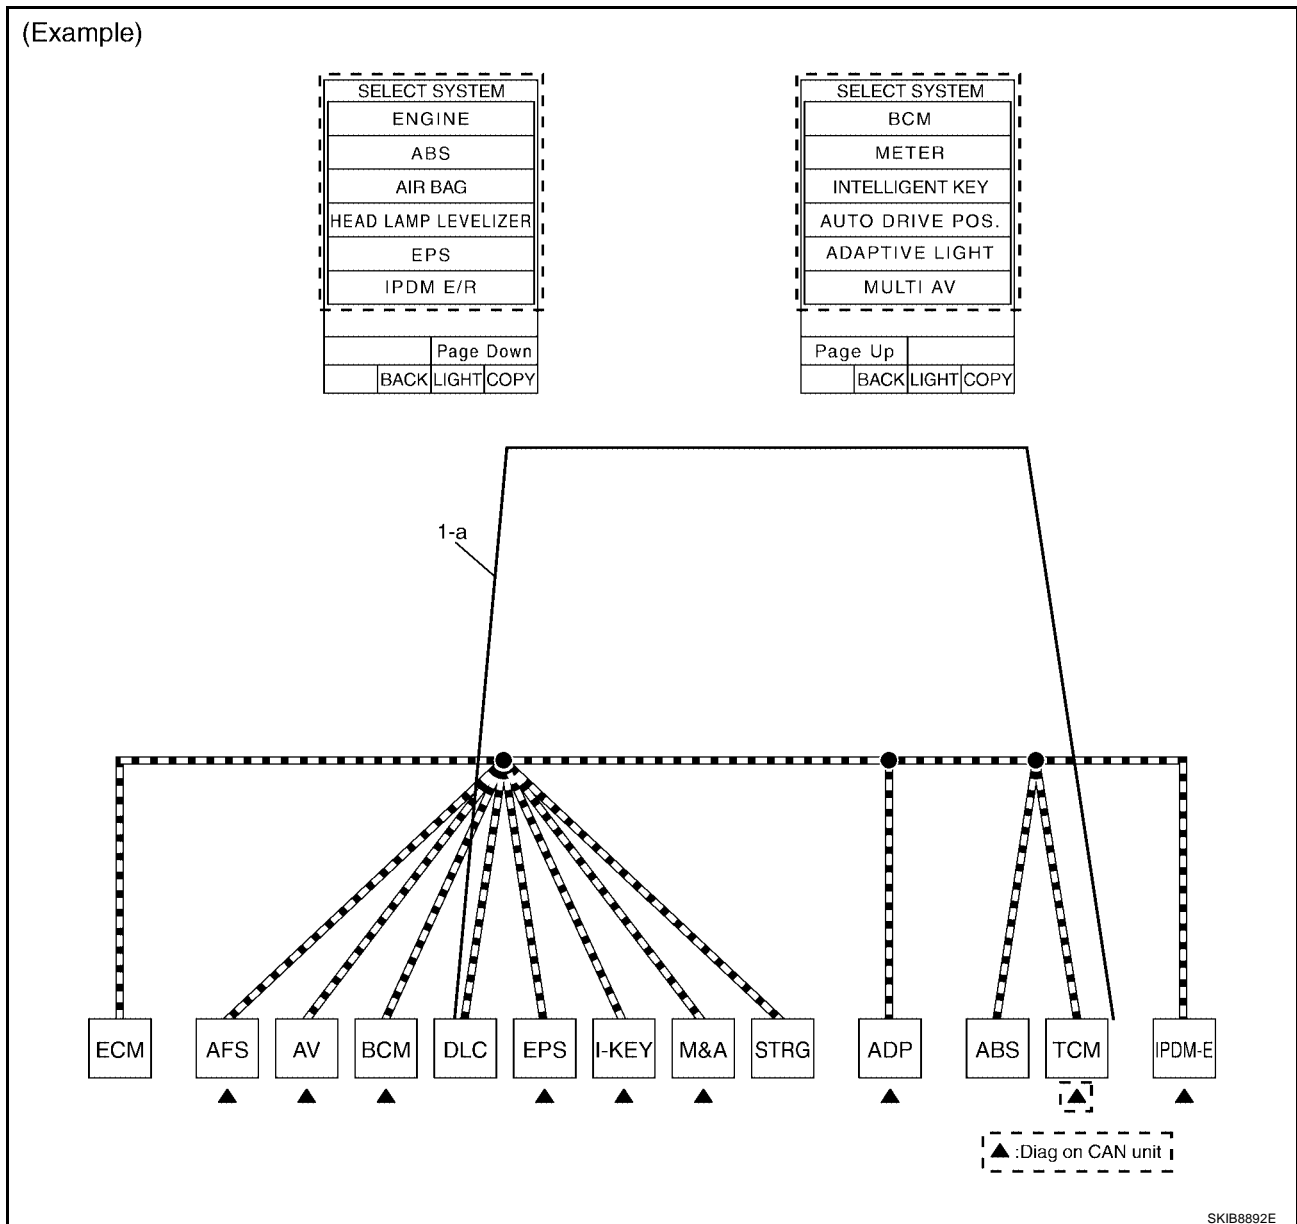 (Example)
SELECT SYSTEM
ENGINE
ABS
AIR BAG
HEAD LAMP LEVELIZER
EPS
IPDM E/R
Page Down
BACK LIGHT COPY
SELECT SYSTEM
BCM
METER
INTELLIGENT KEY
AUTO DRIVE POS.
ADAPTIVE LIGHT
MULTI AV
Page Up
BACK LIGHT COPY
1-a
ECM AFS AV BCM DLC EPS I-KEY M&A STRG ADP ABS TCM IPDM-E
▲ :Diag on CAN unit
SKIB8892E